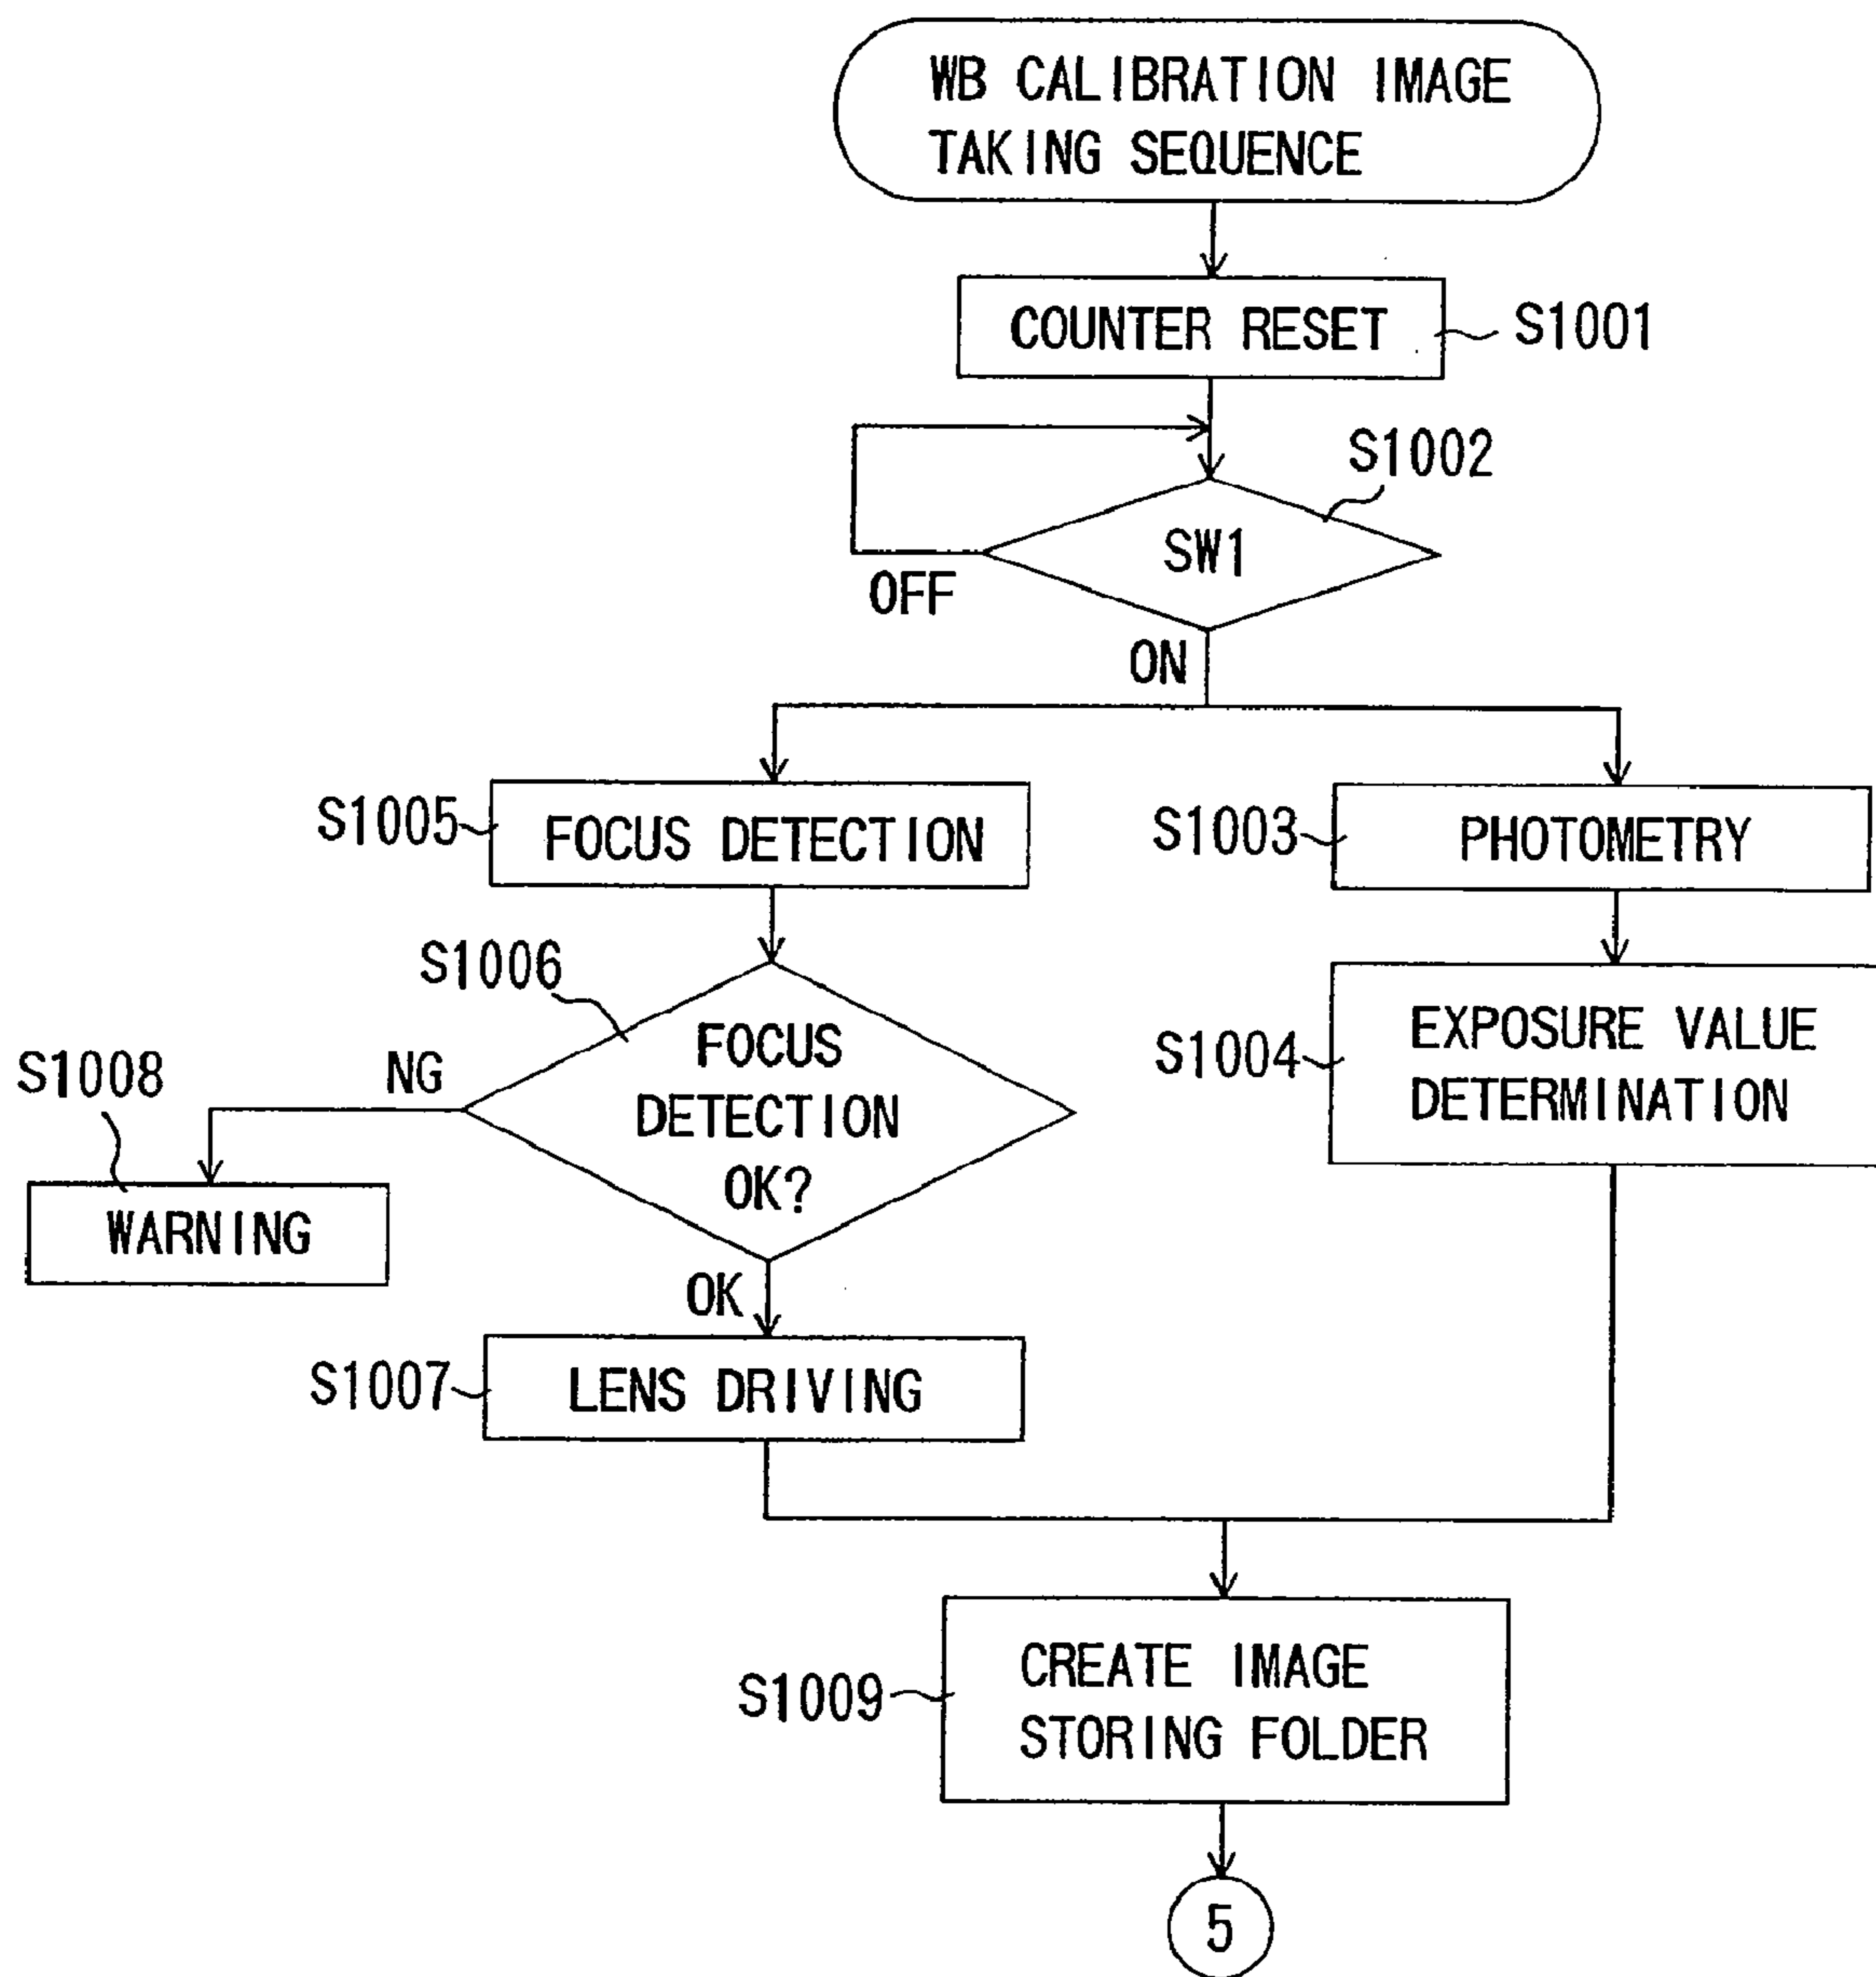 WB CALIBRATION IMAGE
TAKING SEQUENCE
COUNTER RESET
S1001
S1002
SW1
OFF
ON
S1005
FOCUS DETECTION
S1003
PHOTOMETRY
S1006
FOCUS
DETECTION
OK?
S1004
EXPOSURE VALUE
DETERMINATION
S1008
NG
WARNING
OK
S1007
LENS DRIVING
S1009
CREATE IMAGE
STORING FOLDER
5